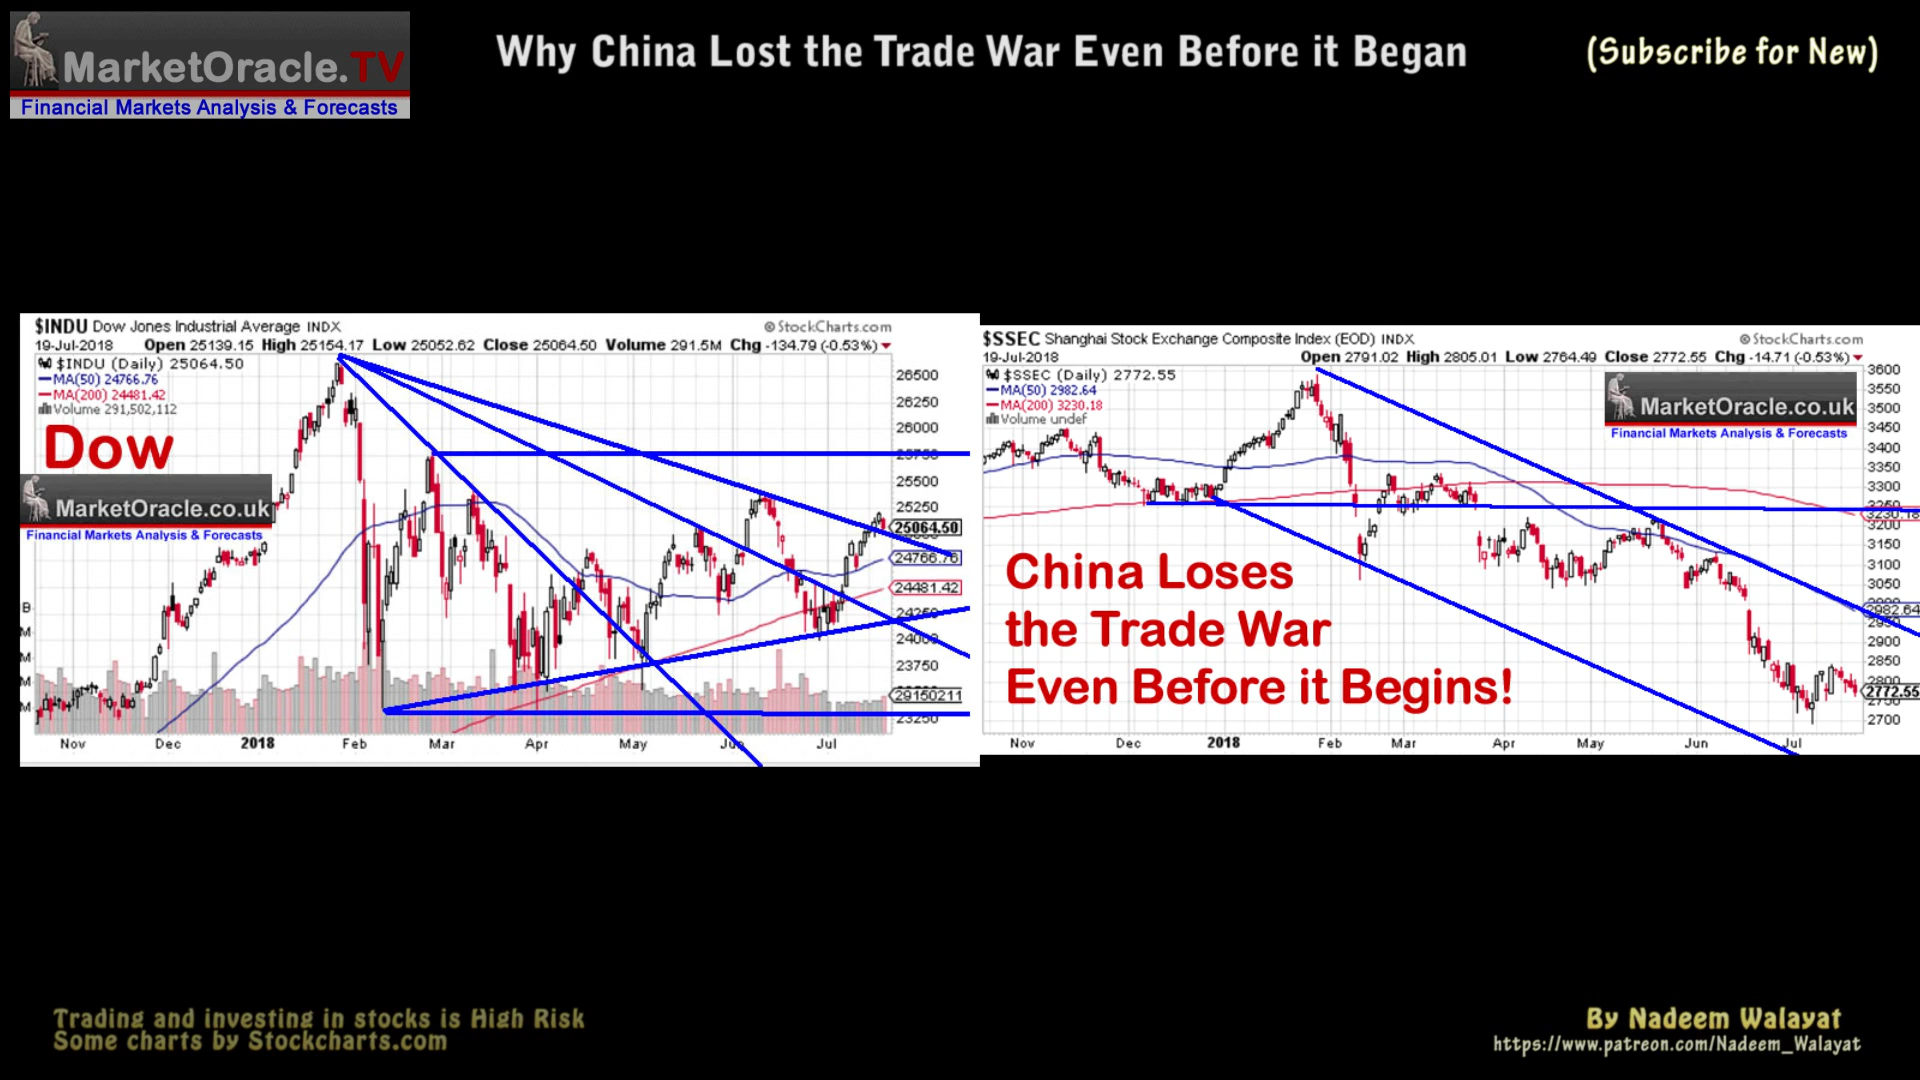 MarketOracle.TV
Financial Markets Analysis & Forecasts
Why China Lost the Trade War Even Before it Began
(Subscribe for New)
$INDU Dow Jones Industrial Average INDX
© StockCharts.com
19-Jul-2018 Open 25139.15 High 25154.17 Low 25052.62 Close 25064.50 Volume 291.5M Chg -134.79 (-0.53%)
$INDU (Daily) 25064.50
MA(50) 24766.76
MA(200) 24481.42
Volume 291,502,112
Dow
MarketOracle.co.uk
Financial Markets Analysis & Forecasts
26500
26250
26000
25750
25500
25250
25064.50
24766.76
24481.42
24250
24000
23750
29150211
23250
B
M
M
M
M
Nov Dec 2018 Feb Mar Apr May Jun Jul
$SSEC Shanghai Stock Exchange Composite Index (EOD) INDX
© StockCharts.com
19-Jul-2018 Open 2791.02 High 2805.01 Low 2764.49 Close 2772.55 Chg -14.71 (-0.53%)
$SSEC (Daily) 2772.55
MA(50) 2982.64
MA(200) 3230.18
Volume undef
MarketOracle.co.uk
Financial Markets Analysis & Forecasts
China Loses
the Trade War
Even Before it Begins!
3600
3550
3500
3450
3400
3350
3300
3250
3230.18
3200
3150
3100
3050
2982.64
2950
2900
2850
2800
2772.55
2750
2700
Nov Dec 2018 Feb Mar Apr May Jun Jul
Trading and investing in stocks is High Risk
Some charts by Stockcharts.com
By Nadeem Walayat
https://www.patreon.com/Nadeem_Walayat